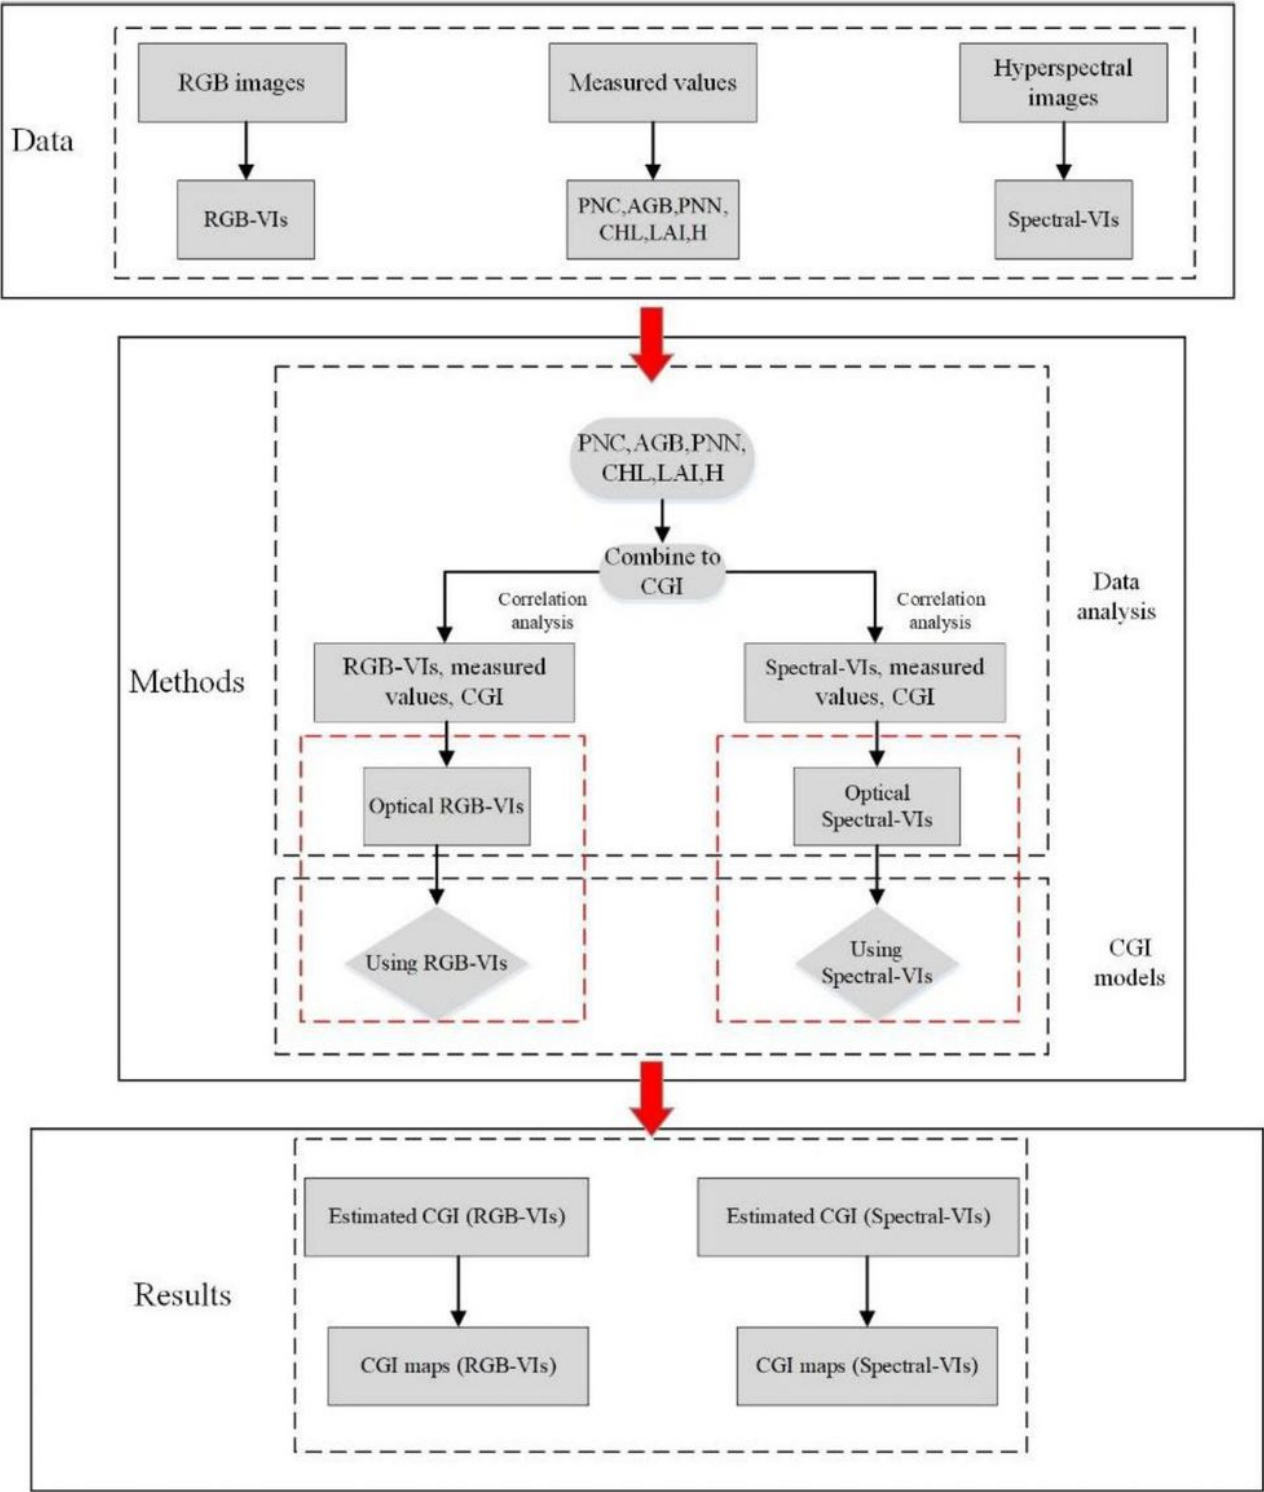 RGB images
Measured values
Hyperspectral
images
Data
RGB-VIs
PNC,AGB,PNN,
CHL,LAI,H
Spectral-VIs
PNC,AGB,PNN,
CHL,LAI,H
Combine to
CGI
Correlation
analysis
Correlation
analysis
Data
analysis
Methods
RGB-VIs, measured
values, CGI
Spectral-VIs, measured
values, CGI
Optical RGB-VIs
Optical
Spectral-VIs
Using RGB-VIs
Using
Spectral-VIs
CGI
models
Results
Estimated CGI (RGB-VIs)
Estimated CGI (Spectral-VIs)
CGI maps (RGB-VIs)
CGI maps (Spectral-VIs)